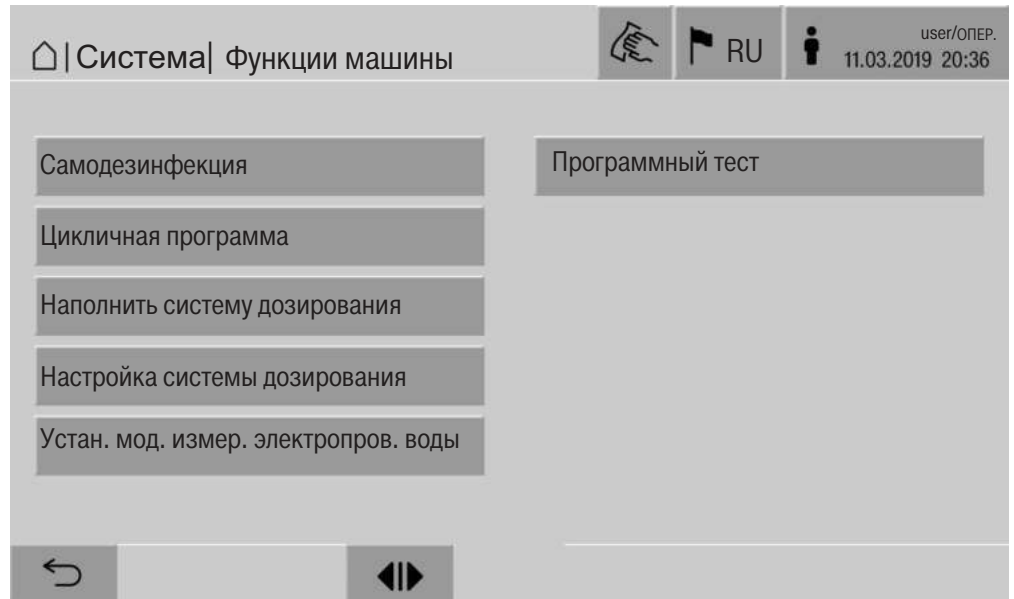 Система| Функции машины
RU
user/ОПЕР.
11.03.2019 20:36
Самодезинфекция
Программный тест
Цикличная программа
Наполнить систему дозирования
Настройка системы дозирования
Устан. мод. измер. электропров. воды